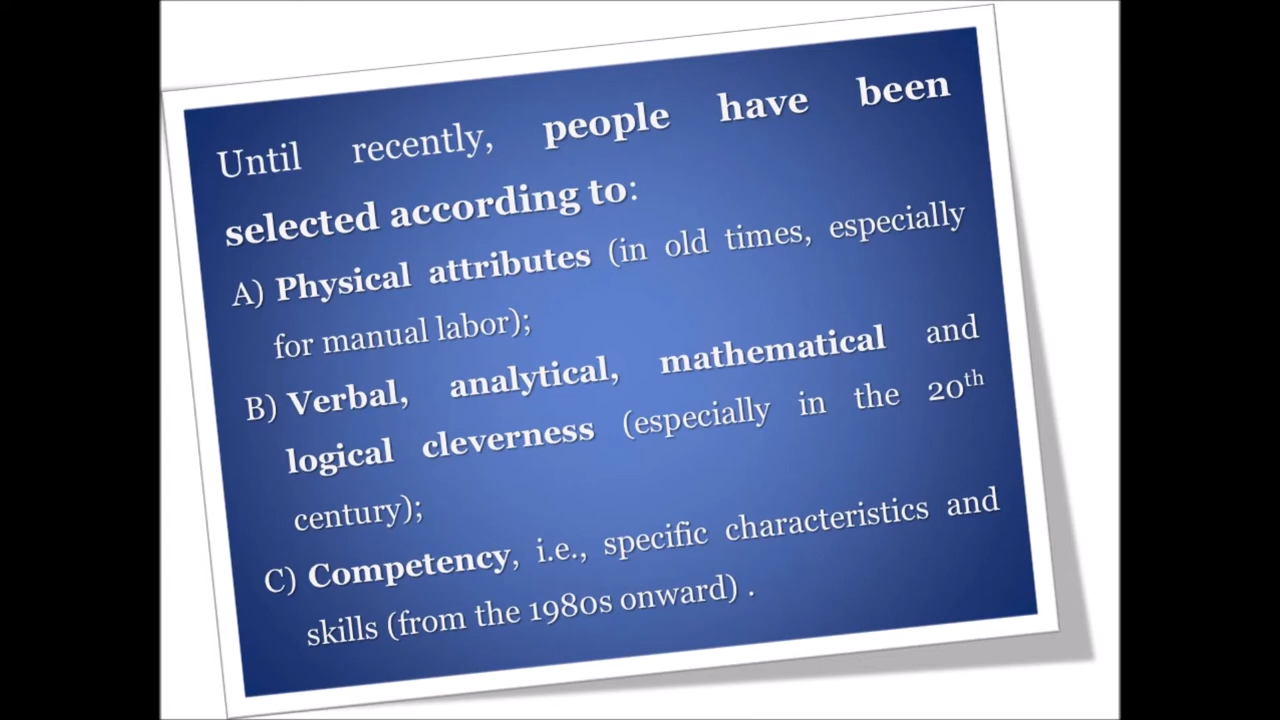 Until recently, people have been
selected according to:
A) Physical attributes (in old times, especially
for manual labor);
B) Verbal, analytical, mathematical and
logical cleverness (especially in the 20th
century);
C) Competency, i.e., specific characteristics and
skills (from the 1980s onward) .